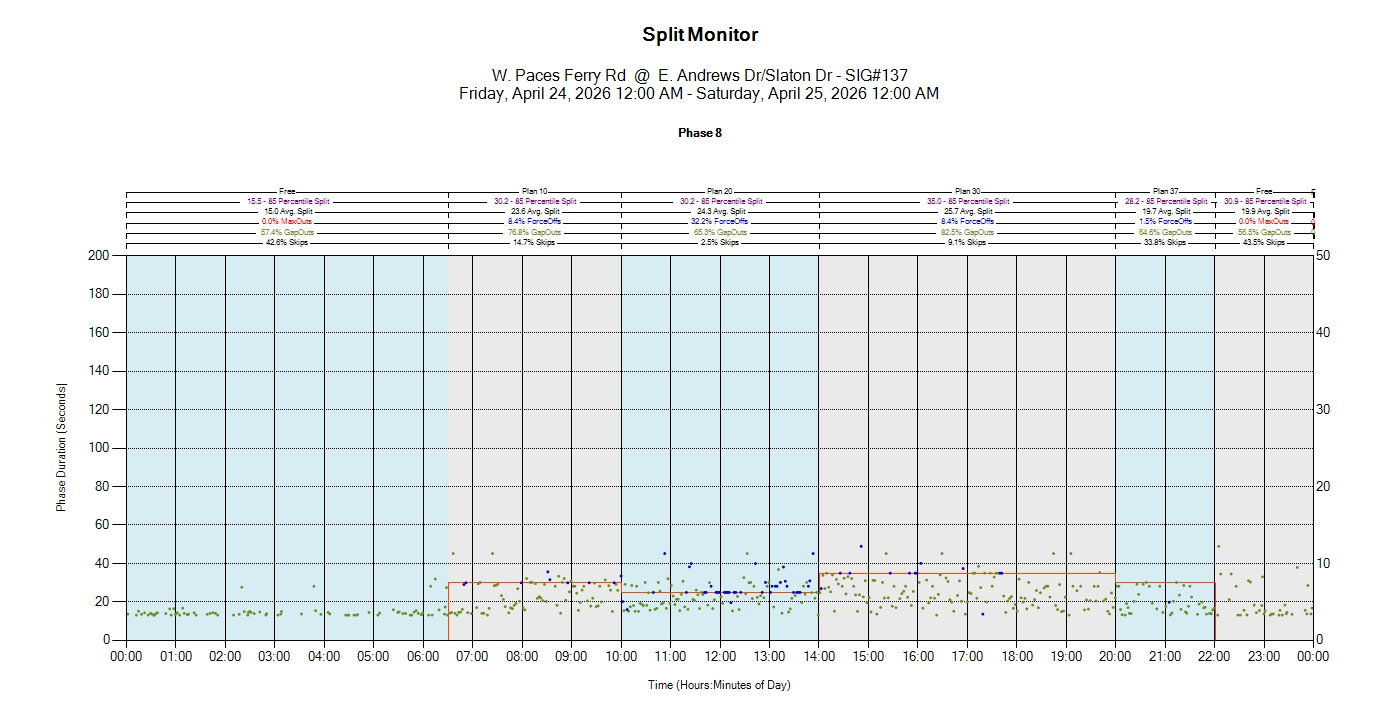 Split Monitor
W. Paces Ferry Rd @ E. Andrews Dr/Slaton Dr - SIG#137
Friday, April 24, 2026 12:00 AM - Saturday, April 25, 2026 12:00 AM
Phase 8
Free Plan 10 Plan 20 Plan 30 Plan 37 Free F
15.5 - 85 Percentile Split 30.2 - 85 Percentile Split 30.2 - 85 Percentile Split 35.0 - 85 Percentile Split 28.2 - 85 Percentile Split 30.9 - 85 Percentile Split
15.0 Avg. Split 23.6 Avg. Split 24.3 Avg. Split 25.7 Avg. Split 19.7 Avg. Split 19.9 Avg. Split
0.0% MaxOuts 8.4% ForceOffs 32.2% ForceOffs 8.4% ForceOffs 1.5% ForceOffs 0.0% MaxOuts
57.4% GapOuts 76.8% GapOuts 65.3% GapOuts 82.5% GapOuts 64.6% GapOuts 56.5% GapOuts
42.6% Skips 14.7% Skips 2.5% Skips 9.1% Skips 33.8% Skips 43.5% Skips
200 50
180
160 40
140
120 30
100
80 20
60
40 10
20
0 0
Phase Duration (Seconds)
00:00 01:00 02:00 03:00 04:00 05:00 06:00 07:00 08:00 09:00 10:00 11:00 12:00 13:00 14:00 15:00 16:00 17:00 18:00 19:00 20:00 21:00 22:00 23:00 00:00
Time (Hours:Minutes of Day)